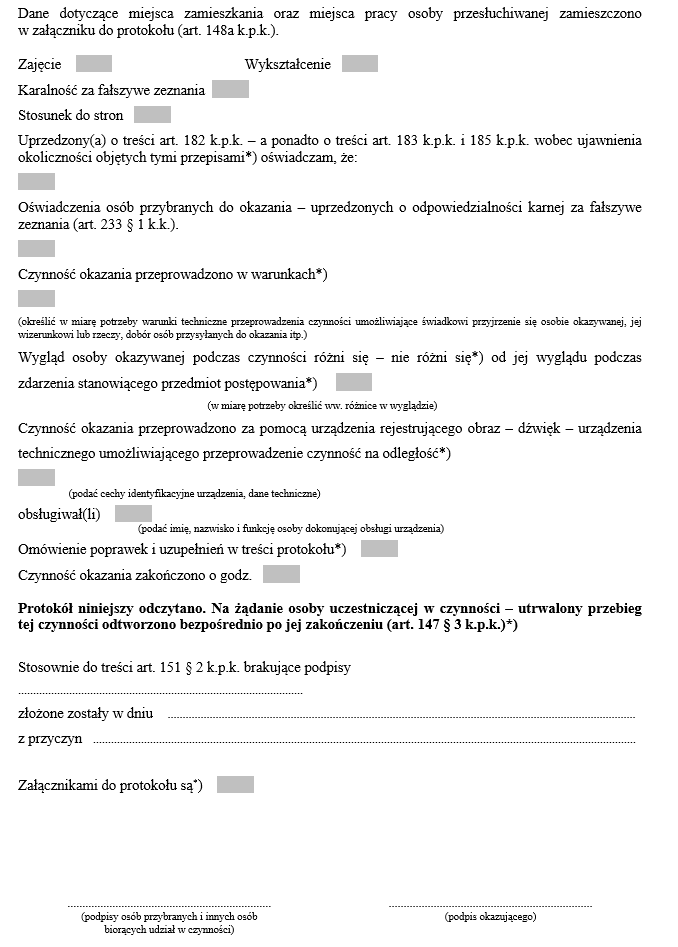 Dane dotyczące miejsca zamieszkania oraz miejsca pracy osoby przesłuchiwanej zamieszczono
w załączniku do protokołu (art. 148a k.p.k.).
Zajęcie Wykształcenie
Karalność za fałszywe zeznania
Stosunek do stron
Uprzedzony(a) o treści art. 182 k.p.k. – a ponadto o treści art. 183 k.p.k. i 185 k.p.k. wobec ujawnienia
okoliczności objętych tymi przepisami*) oświadczam, że:
Oświadczenia osób przybranych do okazania – uprzedzonych o odpowiedzialności karnej za fałszywe
zeznania (art. 233 § 1 k.k.).
Czynność okazania przeprowadzono w warunkach*)
(określić w miarę potrzeby warunki techniczne przeprowadzenia czynności umożliwiające świadkowi przyjrzenie się osobie okazywanej, jej
wizerunkowi lub rzeczy, dobór osób przysyłanych do okazania itp.)
Wygląd osoby okazywanej podczas czynności różni się – nie różni się*) od jej wyglądu podczas
zdarzenia stanowiącego przedmiot postępowania*)
(w miarę potrzeby określić ww. różnice w wyglądzie)
Czynność okazania przeprowadzono za pomocą urządzenia rejestrującego obraz – dźwięk – urządzenia
technicznego umożliwiającego przeprowadzenie czynność na odległość*)
(podać cechy identyfikacyjne urządzenia, dane techniczne)
obsługiwał(li)
(podać imię, nazwisko i funkcję osoby dokonującej obsługi urządzenia)
Omówienie poprawek i uzupełnień w treści protokołu*)
Czynność okazania zakończono o godz.
Protokół niniejszy odczytano. Na żądanie osoby uczestniczącej w czynności – utrwalony przebieg
tej czynności odtworzono bezpośrednio po jej zakończeniu (art. 147 § 3 k.p.k.)*)
Stosownie do treści art. 151 § 2 k.p.k. brakujące podpisy
złożone zostały w dniu
z przyczyn
Załącznikami do protokołu są*)
(podpisy osób przybranych i innych osób (podpis okazującego)
biorących udział w czynności)